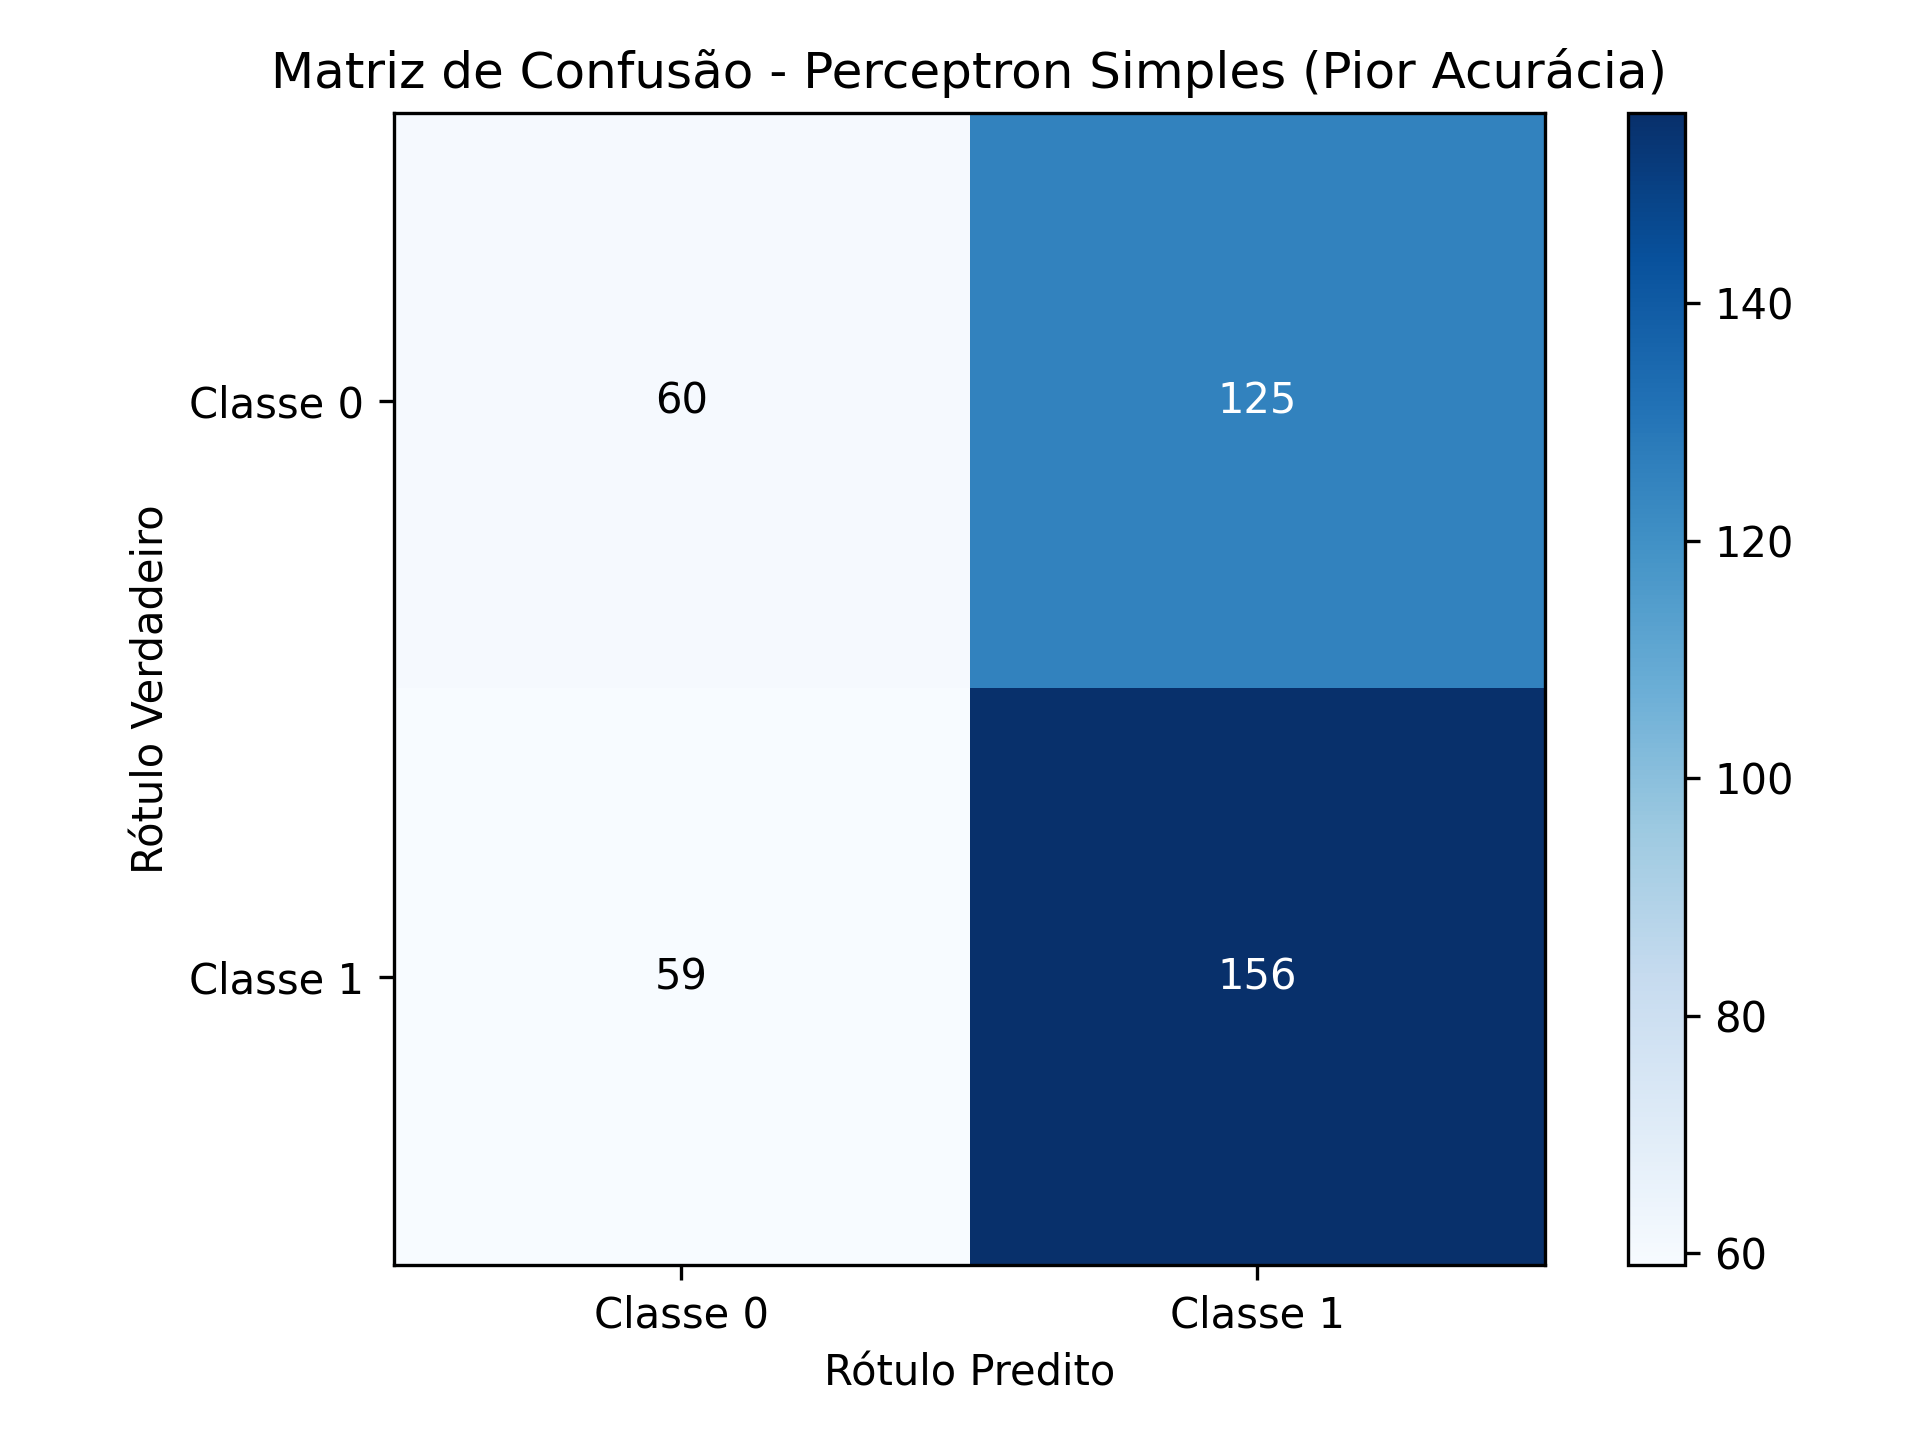 Matriz de Confusão - Perceptron Simples (Pior Acurácia)
Classe 0
60
125
Classe 1
59
156
Classe 0
Classe 1
Rótulo Predito
Rótulo Verdadeiro
140
120
100
80
60